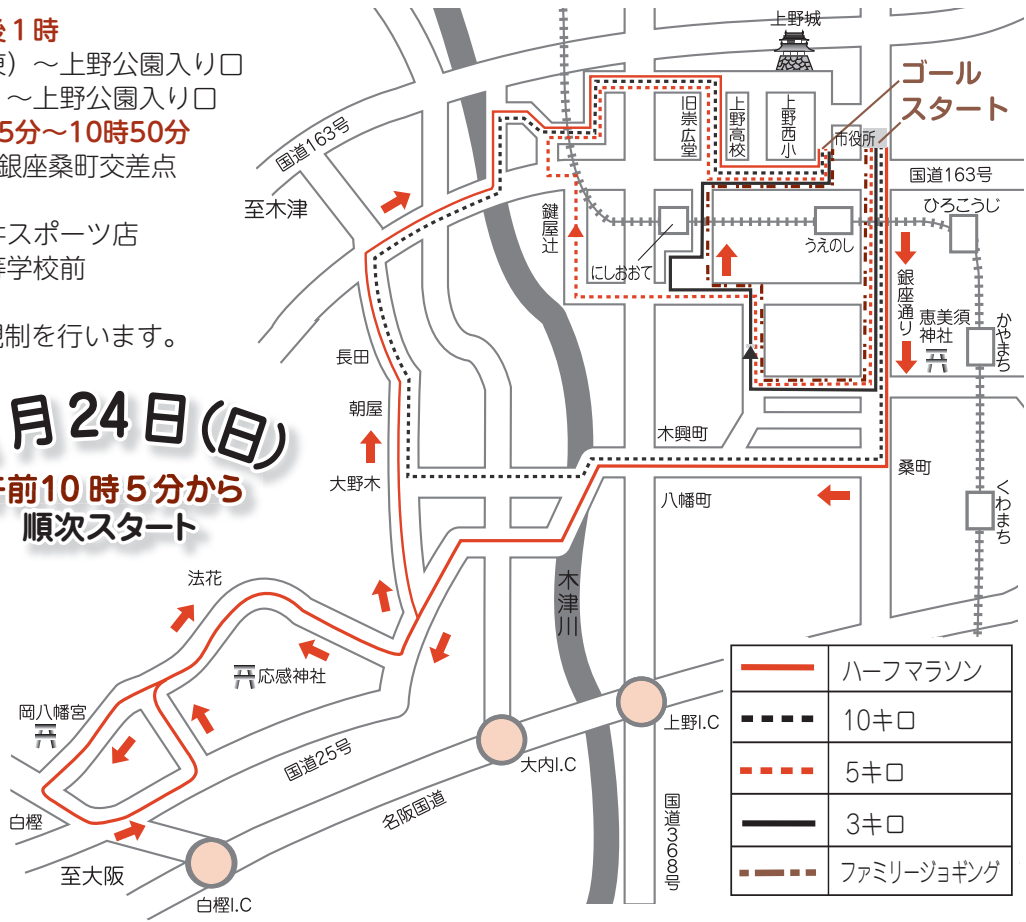 後1時
東）～上野公園入り口
～上野公園入り口
5分～10時50分
銀座桑町交差点
スポーツ店
等学校前
規制を行います。
月24日(日)
午前10時5分から
順次スタート
上野城
ゴール
スタート
市役所
旧崇広堂
上野高校
上野西小
国道163号
至木津
国道163号
ひろこうじ
鍵屋辻
にしおおて
うえのし
銀座通り
恵美須
神社
かやまち
長田
朝屋
大野木
木興町
八幡町
桑町
くわまち
法花
木津川
応感神社
岡八幡宮
上野I.C
大内I.C
国道25号
名阪国道
国道368号
白樫
至大阪
白樫I.C
ハーフマラソン
10キロ
5キロ
3キロ
ファミリージョギング